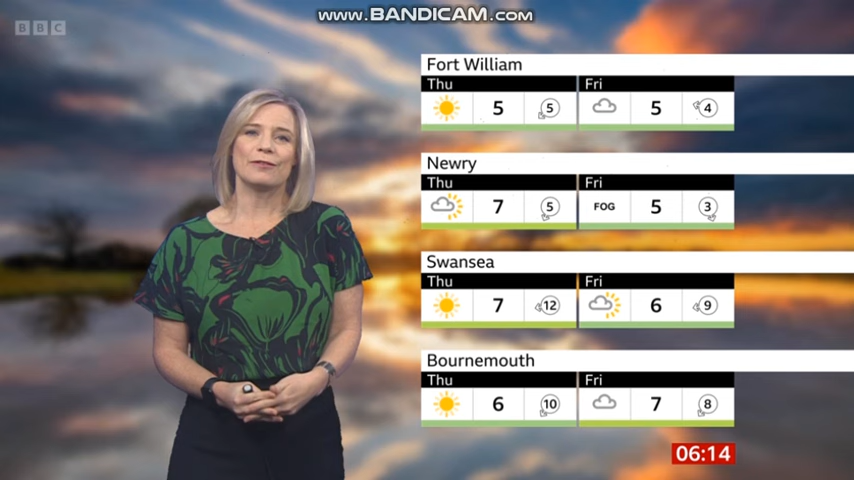 BBC
www.BANDICAM.com
Fort William
Thu Fri
5 5 5 4
Newry
Thu Fri
7 5 FOG 5 3
Swansea
Thu Fri
7 12 6 9
Bournemouth
Thu Fri
6 10 7 8
06:14